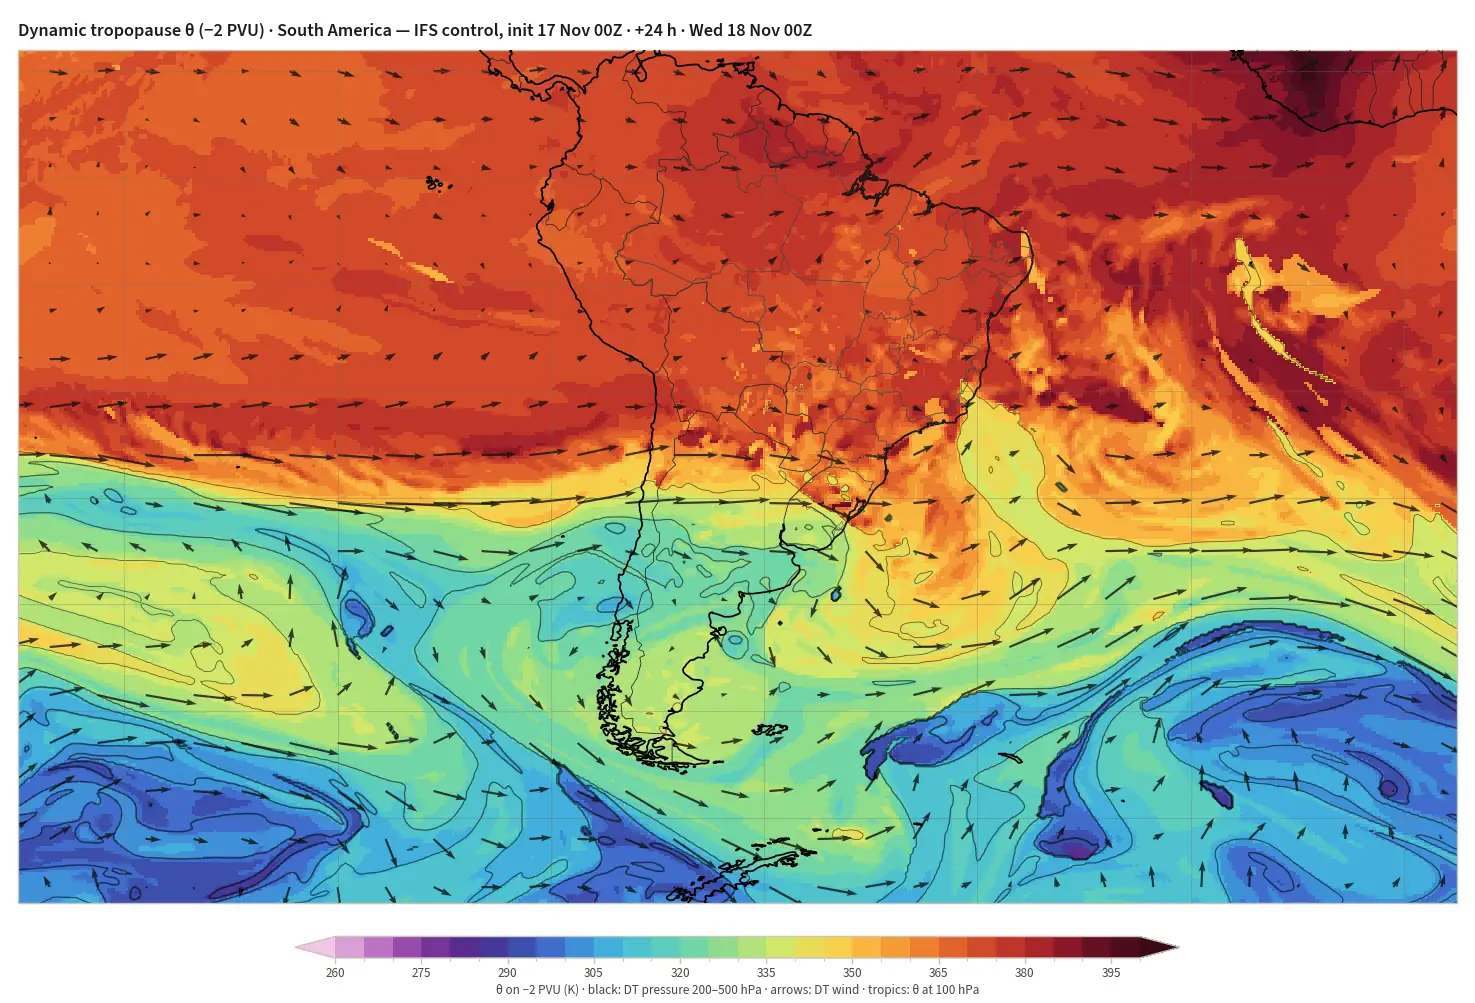 Dynamic tropopause θ (−2 PVU) · South America — IFS control, init 17 Nov 00Z · +24 h · Wed 18 Nov 00Z
260 275 290 305 320 335 350 365 380 395
θ on −2 PVU (K) · black: DT pressure 200–500 hPa · arrows: DT wind · tropics: θ at 100 hPa